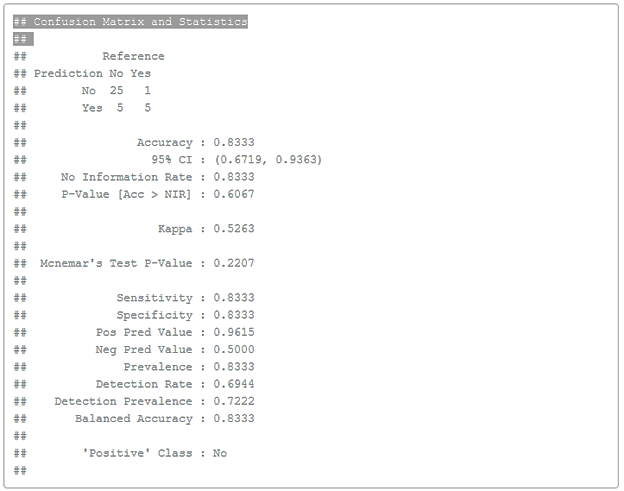 ## Confusion Matrix and Statistics
##
##           Reference
## Prediction No Yes
##        No  25   1
##        Yes  5   5
##
##                Accuracy : 0.8333
##                  95% CI : (0.6719, 0.9363)
##     No Information Rate : 0.8333
##     P-Value [Acc > NIR] : 0.6067
##
##                   Kappa : 0.5263
##
##  Mcnemar's Test P-Value : 0.2207
##
##             Sensitivity : 0.8333
##             Specificity : 0.8333
##          Pos Pred Value : 0.9615
##          Neg Pred Value : 0.5000
##              Prevalence : 0.8333
##          Detection Rate : 0.6944
##    Detection Prevalence : 0.7222
##       Balanced Accuracy : 0.8333
##
##        'Positive' Class : No
##